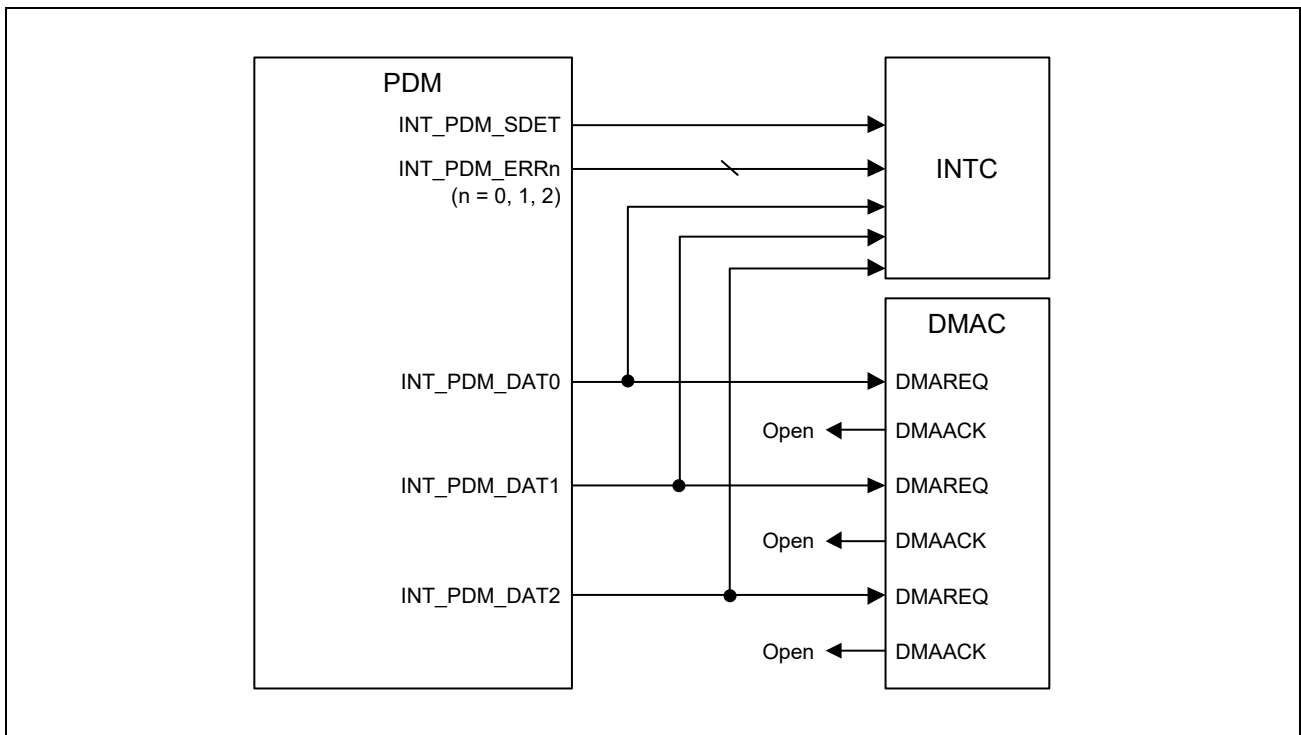 PDM
INT_PDM_SDET
INT_PDM_ERRn
(n = 0, 1, 2)
INTC
DMAC
INT_PDM_DAT0
DMAREQ
Open
DMAACK
INT_PDM_DAT1
DMAREQ
Open
DMAACK
INT_PDM_DAT2
DMAREQ
Open
DMAACK